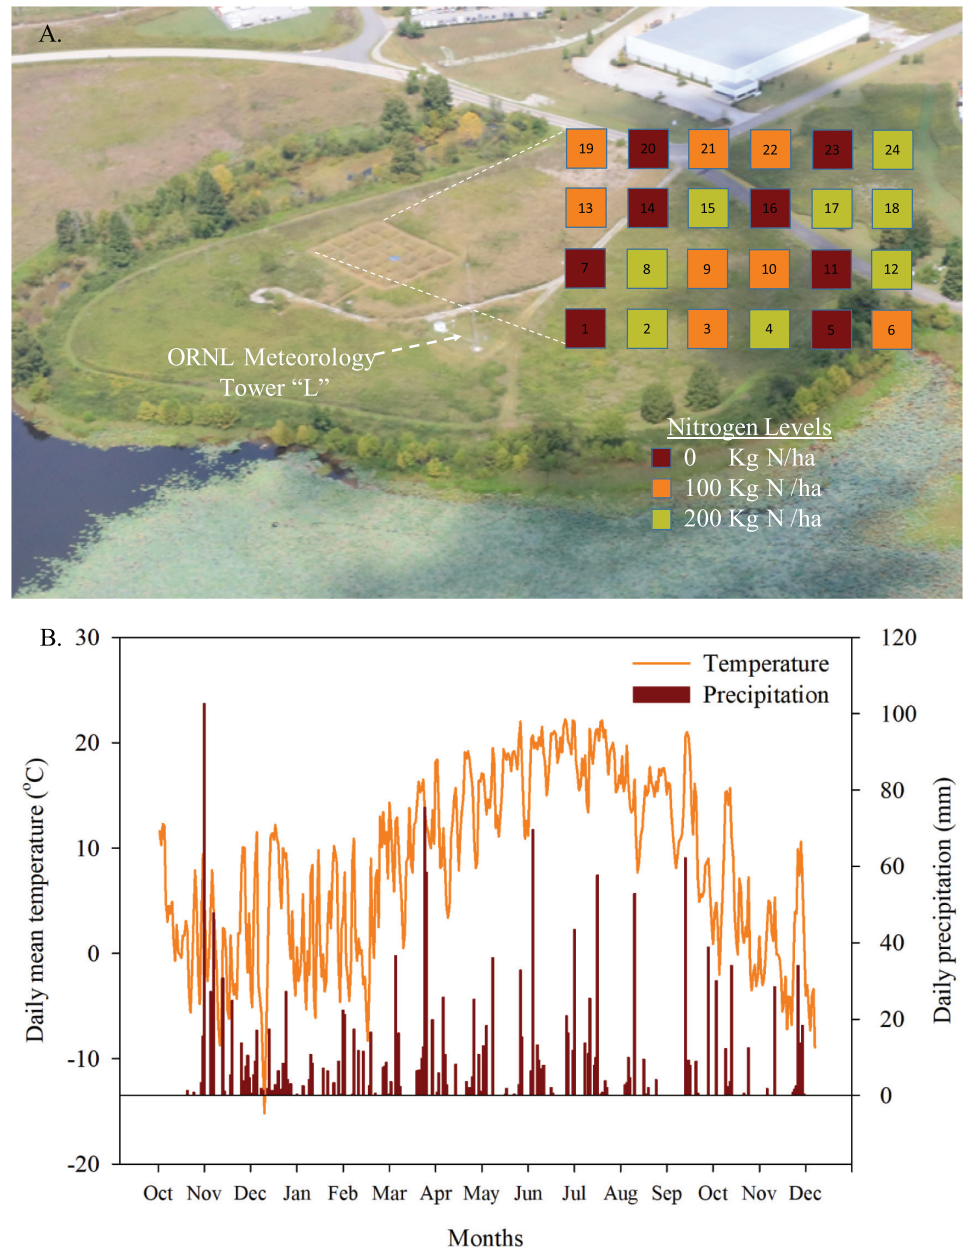 A.
19 20 21 22 23 24
13 14 15 16 17 18
7 8 9 10 11 12
1 2 3 4 5 6
ORNL Meteorology
Tower “L”
Nitrogen Levels
0 Kg N/ha
100 Kg N /ha
200 Kg N /ha
B.
30
20
10
0
-10
-20
Daily mean temperature (°C)
Temperature
Precipitation
120
100
80
60
40
20
0
Daily precipitation (mm)
Oct Nov Dec Jan Feb Mar Apr May Jun Jul Aug Sep Oct Nov Dec
Months